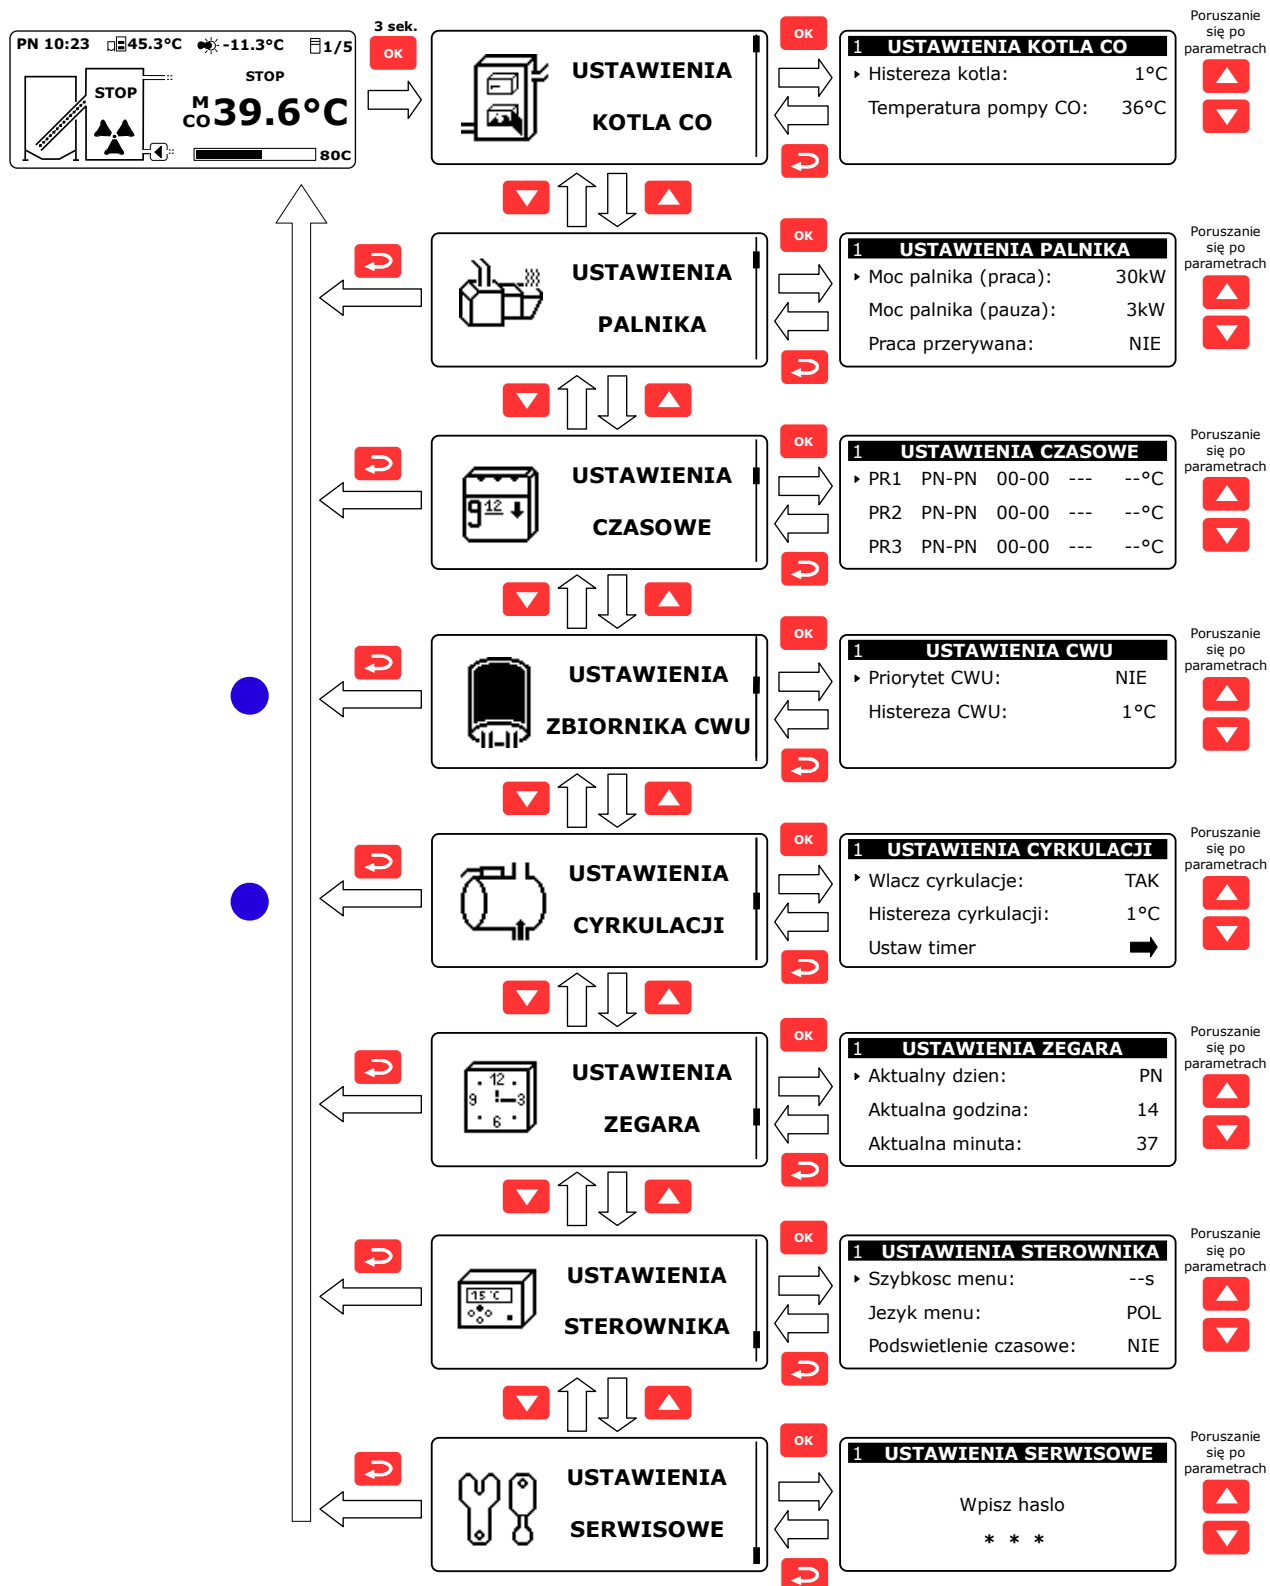 3 sek.
OK
PN 10:23 45.3°C -11.3°C 1/5
STOP
STOP
M
CO 39.6°C
80C
USTAWIENIA
KOTLA CO
OK
1 USTAWIENIA KOTLA CO
Histereza kotla: 1°C
Temperatura pompy CO: 36°C
Poruszanie
się po
parametrach
USTAWIENIA
PALNIKA
OK
1 USTAWIENIA PALNIKA
Moc palnika (praca): 30kW
Moc palnika (pauza): 3kW
Praca przerywana: NIE
Poruszanie
się po
parametrach
9 12
USTAWIENIA
CZASOWE
OK
1 USTAWIENIA CZASOWE
PR1 PN-PN 00-00 --- --°C
PR2 PN-PN 00-00 --- --°C
PR3 PN-PN 00-00 --- --°C
Poruszanie
się po
parametrach
USTAWIENIA
ZBIORNIKA CWU
OK
1 USTAWIENIA CWU
Priorytet CWU: NIE
Histereza CWU: 1°C
Poruszanie
się po
parametrach
USTAWIENIA
CYRKULACJI
OK
1 USTAWIENIA CYRKULACJI
Wlacz cyrkulacje: TAK
Histereza cyrkulacji: 1°C
Ustaw timer
Poruszanie
się po
parametrach
12
9 3
6
USTAWIENIA
ZEGARA
OK
1 USTAWIENIA ZEGARA
Aktualny dzien: PN
Aktualna godzina: 14
Aktualna minuta: 37
Poruszanie
się po
parametrach
15°C
USTAWIENIA
STEROWNIKA
OK
1 USTAWIENIA STEROWNIKA
Szybkosc menu: --s
Jezyk menu: POL
Podswietlenie czasowe: NIE
Poruszanie
się po
parametrach
USTAWIENIA
SERWISOWE
OK
1 USTAWIENIA SERWISOWE
Wpisz haslo
* * *
Poruszanie
się po
parametrach